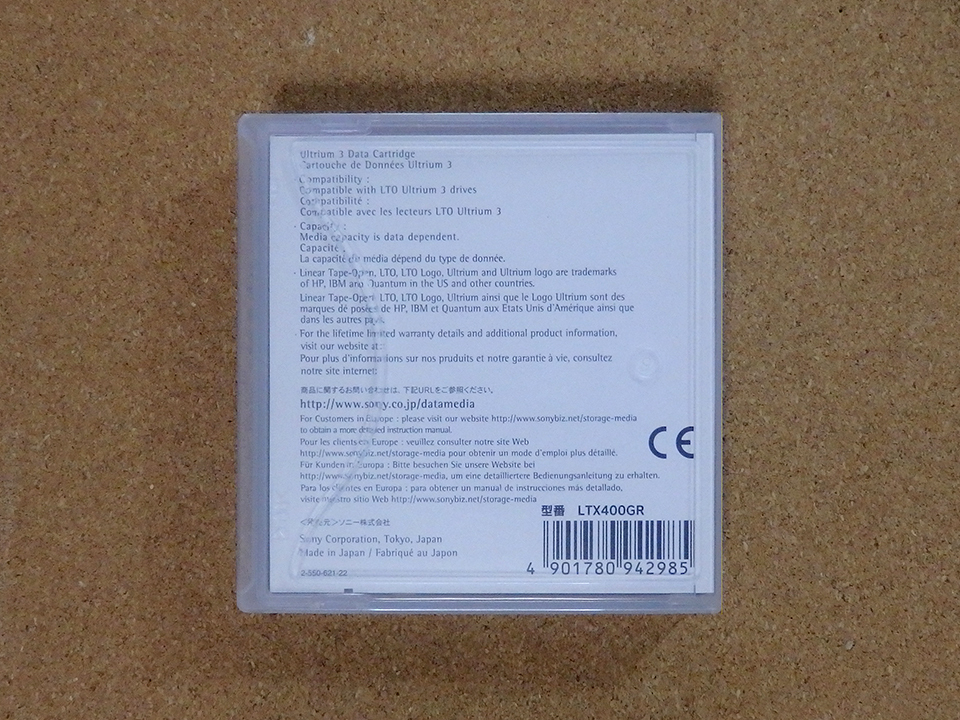 Ultrium 3 Data Cartridge
Cartouche de Données Ultrium 3
Compatibility :
Compatible with LTO Ultrium 3 drives
Compatibilité :
Compatible avec les lecteurs LTO Ultrium 3
· Capacity :
Media capacity is data dependent.
Capacité :
La capacité du média dépend du type de donnée.
· Linear Tape-Open, LTO, LTO Logo, Ultrium and Ultrium logo are trademarks
of HP, IBM and Quantum in the US and other countries.
Linear Tape-Open, LTO, LTO Logo, Ultrium ainsi que le Logo Ultrium sont des
marques dé posées de HP, IBM et Quantum aux États Unis d'Amérique ainsi que
dans les autres pays.
· For the lifetime limited warranty details and additional product information,
visit our website at:
Pour plus d'informations sur nos pruduits et notre garantie à vie, consultez
notre site internet:
商品に関するお問い合わせは、下記URLをご参照ください。
http://www.sony.co.jp/datamedia
For Customers in Europe : please visit our website http://www.sonybiz.net/storage-media
to obtain a more detailed instruction manual.
Pour les clients en Europe : veuillez consulter notre site Web
http://www.sonybiz.net/storage-media pour obtenir un mode d'emploi plus détaillé.
Für Kunden in Europa : Bitte besuchen Sie unsere Website bei
http://www.sonybiz.net/storage-media, um eine detailliertere Bedienungsanleitung zu erhalten.
Para los clientes en Europa : para obtener un manual de instrucciones más detallado,
visite nuestro sitio Web http://www.sonybiz.net/storage-media
CE
型番 LTX400GR
<発売元>ソニー株式会社
Sony Corporation, Tokyo, Japan
Made in Japan / Fabriqué au Japon
2-550-621-22
4 901780 942985